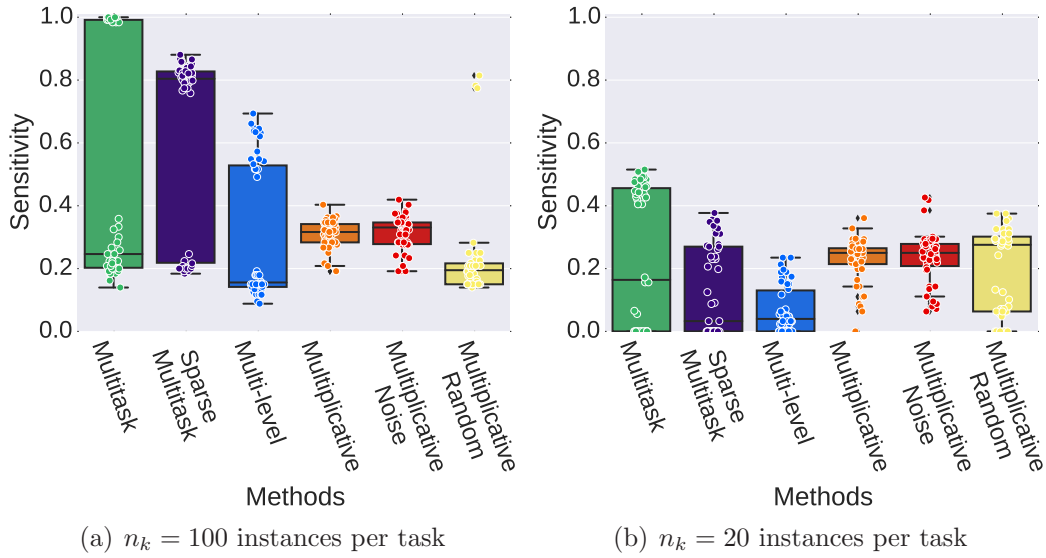 1.0
0.8
0.6
0.4
0.2
0.0
Sensitivity
Multitask
Sparse
Multitask
Multi-level
Multiplicative
Multiplicative
Noise
Multiplicative
Random
Methods
(a) nₖ = 100 instances per task
1.0
0.8
0.6
0.4
0.2
0.0
Sensitivity
Multitask
Sparse
Multitask
Multi-level
Multiplicative
Multiplicative
Noise
Multiplicative
Random
Methods
(b) nₖ = 20 instances per task